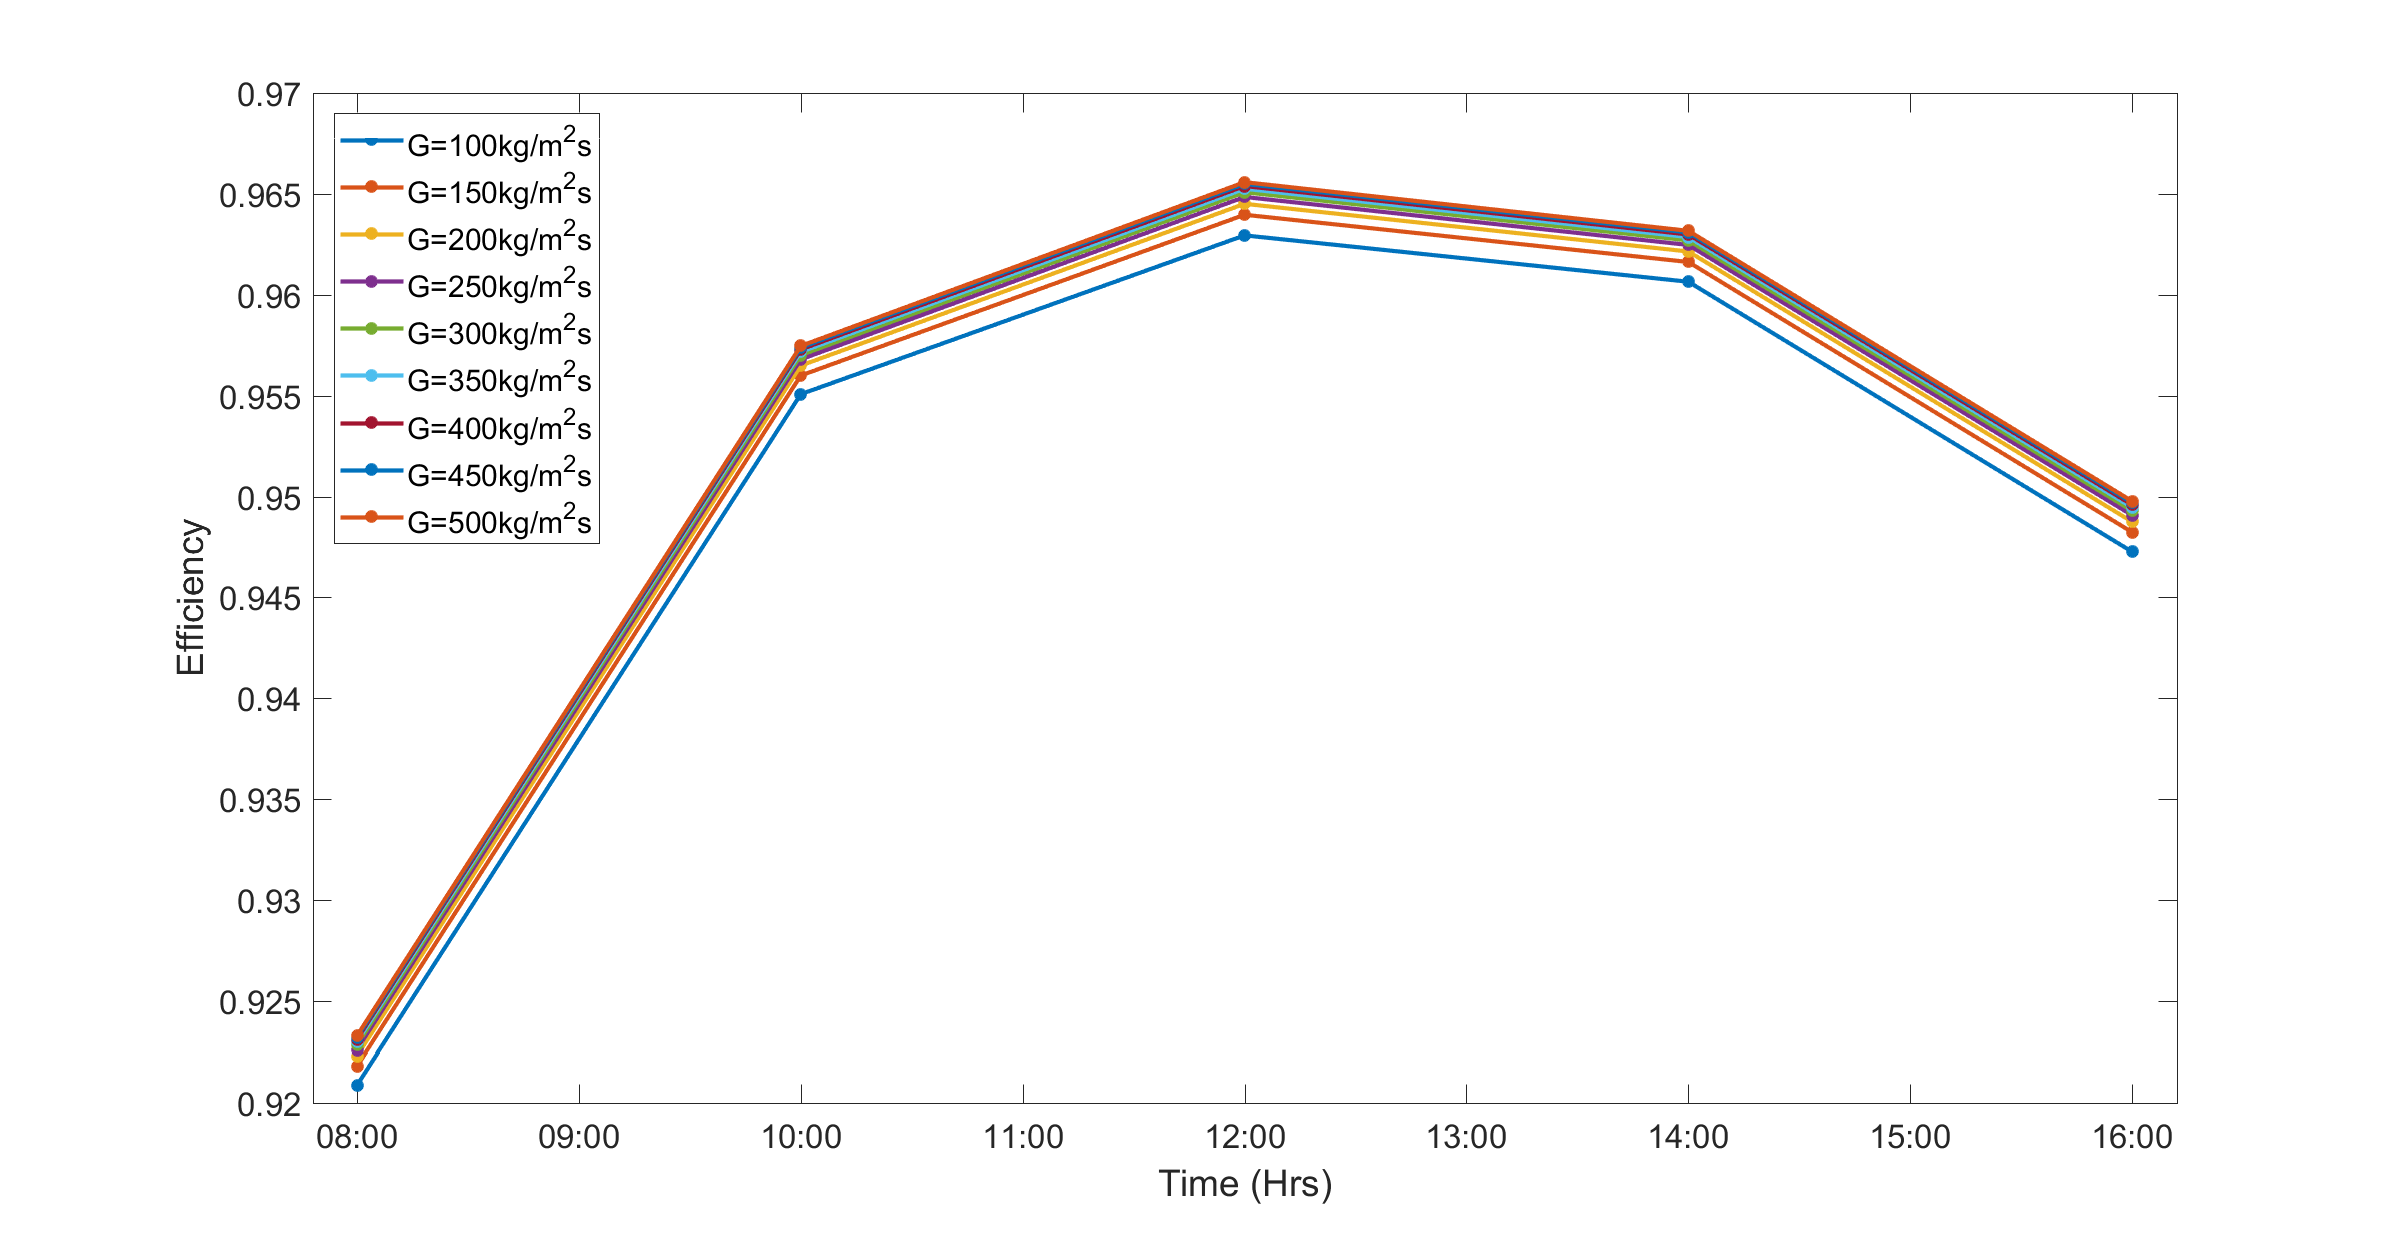 0.97
0.965
0.96
0.955
0.95
0.945
0.94
0.935
0.93
0.925
0.92
Efficiency
G=100kg/m²s
G=150kg/m²s
G=200kg/m²s
G=250kg/m²s
G=300kg/m²s
G=350kg/m²s
G=400kg/m²s
G=450kg/m²s
G=500kg/m²s
08:00 09:00 10:00 11:00 12:00 13:00 14:00 15:00 16:00
Time (Hrs)